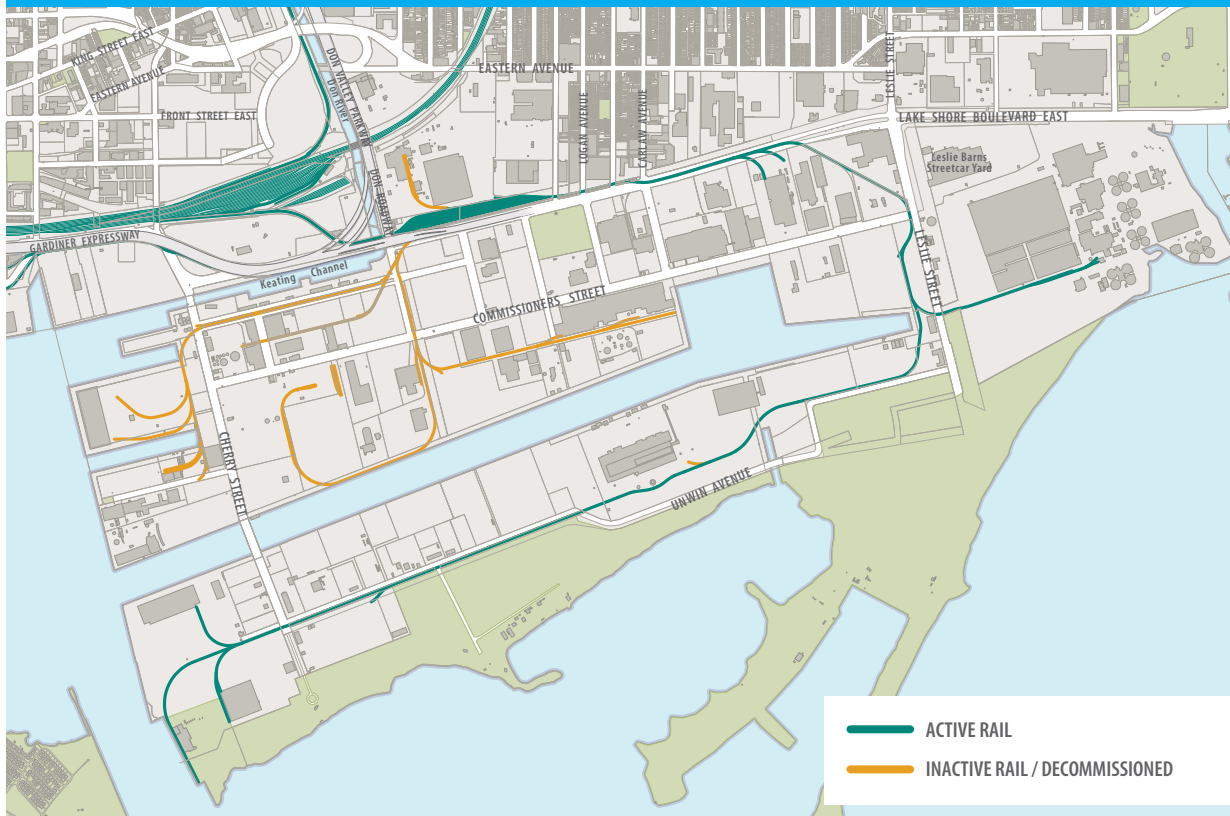 KING STREET EAST
EASTERN AVENUE
FRONT STREET EAST
DON VALLEY PARKWAY
Don River
DON ROADWAY
EASTERN AVENUE
LOGAN AVENUE
CARLAW AVENUE
LESLIE STREET
LAKE SHORE BOULEVARD EAST
Leslie Barns
Streetcar Yard
GARDINER EXPRESSWAY
Keating Channel
COMMISSIONERS STREET
LESLIE STREET
CHERRY STREET
UNWIN AVENUE
ACTIVE RAIL
INACTIVE RAIL / DECOMMISSIONED